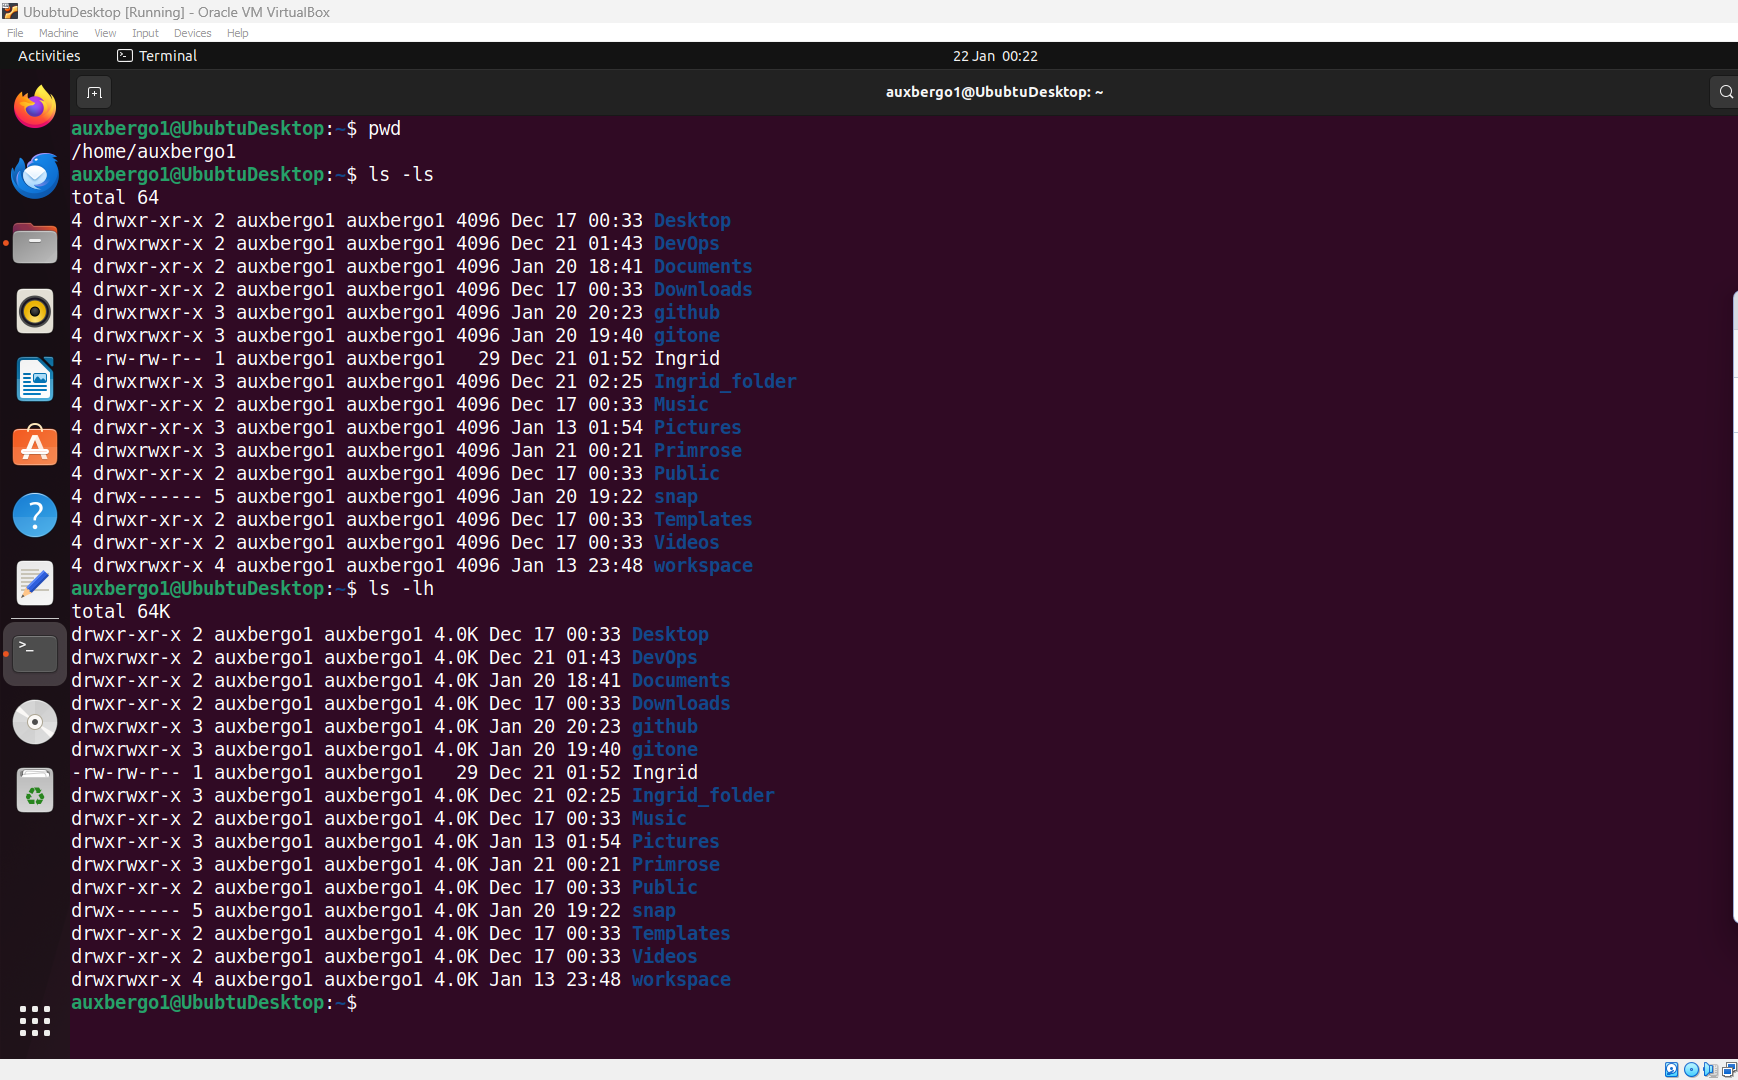 UbubtuDesktop [Running] - Oracle VM VirtualBox
File Machine View Input Devices Help
Activities Terminal 22 Jan 00:22
auxbergo1@UbubtuDesktop: ~
auxbergo1@UbubtuDesktop:~$ pwd
/home/auxbergo1
auxbergo1@UbubtuDesktop:~$ ls -ls
total 64
4 drwxr-xr-x 2 auxbergo1 auxbergo1 4096 Dec 17 00:33 Desktop
4 drwxrwxr-x 2 auxbergo1 auxbergo1 4096 Dec 21 01:43 DevOps
4 drwxr-xr-x 2 auxbergo1 auxbergo1 4096 Jan 20 18:41 Documents
4 drwxr-xr-x 2 auxbergo1 auxbergo1 4096 Dec 17 00:33 Downloads
4 drwxrwxr-x 3 auxbergo1 auxbergo1 4096 Jan 20 20:23 github
4 drwxrwxr-x 3 auxbergo1 auxbergo1 4096 Jan 20 19:40 gitone
4 -rw-rw-r-- 1 auxbergo1 auxbergo1   29 Dec 21 01:52 Ingrid
4 drwxrwxr-x 3 auxbergo1 auxbergo1 4096 Dec 21 02:25 Ingrid_folder
4 drwxr-xr-x 2 auxbergo1 auxbergo1 4096 Dec 17 00:33 Music
4 drwxr-xr-x 3 auxbergo1 auxbergo1 4096 Jan 13 01:54 Pictures
4 drwxrwxr-x 3 auxbergo1 auxbergo1 4096 Jan 21 00:21 Primrose
4 drwxr-xr-x 2 auxbergo1 auxbergo1 4096 Dec 17 00:33 Public
4 drwx------ 5 auxbergo1 auxbergo1 4096 Jan 20 19:22 snap
4 drwxr-xr-x 2 auxbergo1 auxbergo1 4096 Dec 17 00:33 Templates
4 drwxr-xr-x 2 auxbergo1 auxbergo1 4096 Dec 17 00:33 Videos
4 drwxrwxr-x 4 auxbergo1 auxbergo1 4096 Jan 13 23:48 workspace
auxbergo1@UbubtuDesktop:~$ ls -lh
total 64K
drwxr-xr-x 2 auxbergo1 auxbergo1 4.0K Dec 17 00:33 Desktop
drwxrwxr-x 2 auxbergo1 auxbergo1 4.0K Dec 21 01:43 DevOps
drwxr-xr-x 2 auxbergo1 auxbergo1 4.0K Jan 20 18:41 Documents
drwxr-xr-x 2 auxbergo1 auxbergo1 4.0K Dec 17 00:33 Downloads
drwxrwxr-x 3 auxbergo1 auxbergo1 4.0K Jan 20 20:23 github
drwxrwxr-x 3 auxbergo1 auxbergo1 4.0K Jan 20 19:40 gitone
-rw-rw-r-- 1 auxbergo1 auxbergo1   29 Dec 21 01:52 Ingrid
drwxrwxr-x 3 auxbergo1 auxbergo1 4.0K Dec 21 02:25 Ingrid_folder
drwxr-xr-x 2 auxbergo1 auxbergo1 4.0K Dec 17 00:33 Music
drwxr-xr-x 3 auxbergo1 auxbergo1 4.0K Jan 13 01:54 Pictures
drwxrwxr-x 3 auxbergo1 auxbergo1 4.0K Jan 21 00:21 Primrose
drwxr-xr-x 2 auxbergo1 auxbergo1 4.0K Dec 17 00:33 Public
drwx------ 5 auxbergo1 auxbergo1 4.0K Jan 20 19:22 snap
drwxr-xr-x 2 auxbergo1 auxbergo1 4.0K Dec 17 00:33 Templates
drwxr-xr-x 2 auxbergo1 auxbergo1 4.0K Dec 17 00:33 Videos
drwxrwxr-x 4 auxbergo1 auxbergo1 4.0K Jan 13 23:48 workspace
auxbergo1@UbubtuDesktop:~$